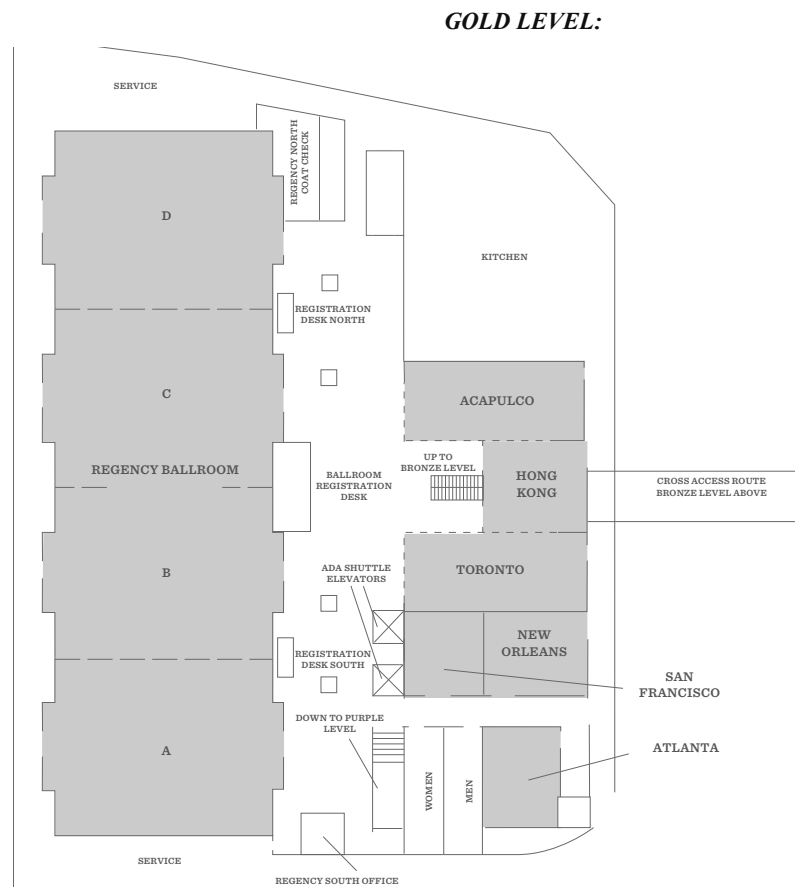 GOLD LEVEL:
SERVICE
REGENCY NORTH
COAT CHECK
D
KITCHEN
REGISTRATION
DESK NORTH
C
ACAPULCO
UP TO
BRONZE LEVEL
REGENCY BALLROOM
BALLROOM
REGISTRATION
DESK
HONG
KONG
CROSS ACCESS ROUTE
BRONZE LEVEL ABOVE
ADA SHUTTLE
ELEVATORS
TORONTO
B
NEW
ORLEANS
REGISTRATION
DESK SOUTH
SAN
FRANCISCO
DOWN TO PURPLE
LEVEL
A
ATLANTA
WOMEN
MEN
SERVICE
REGENCY SOUTH OFFICE